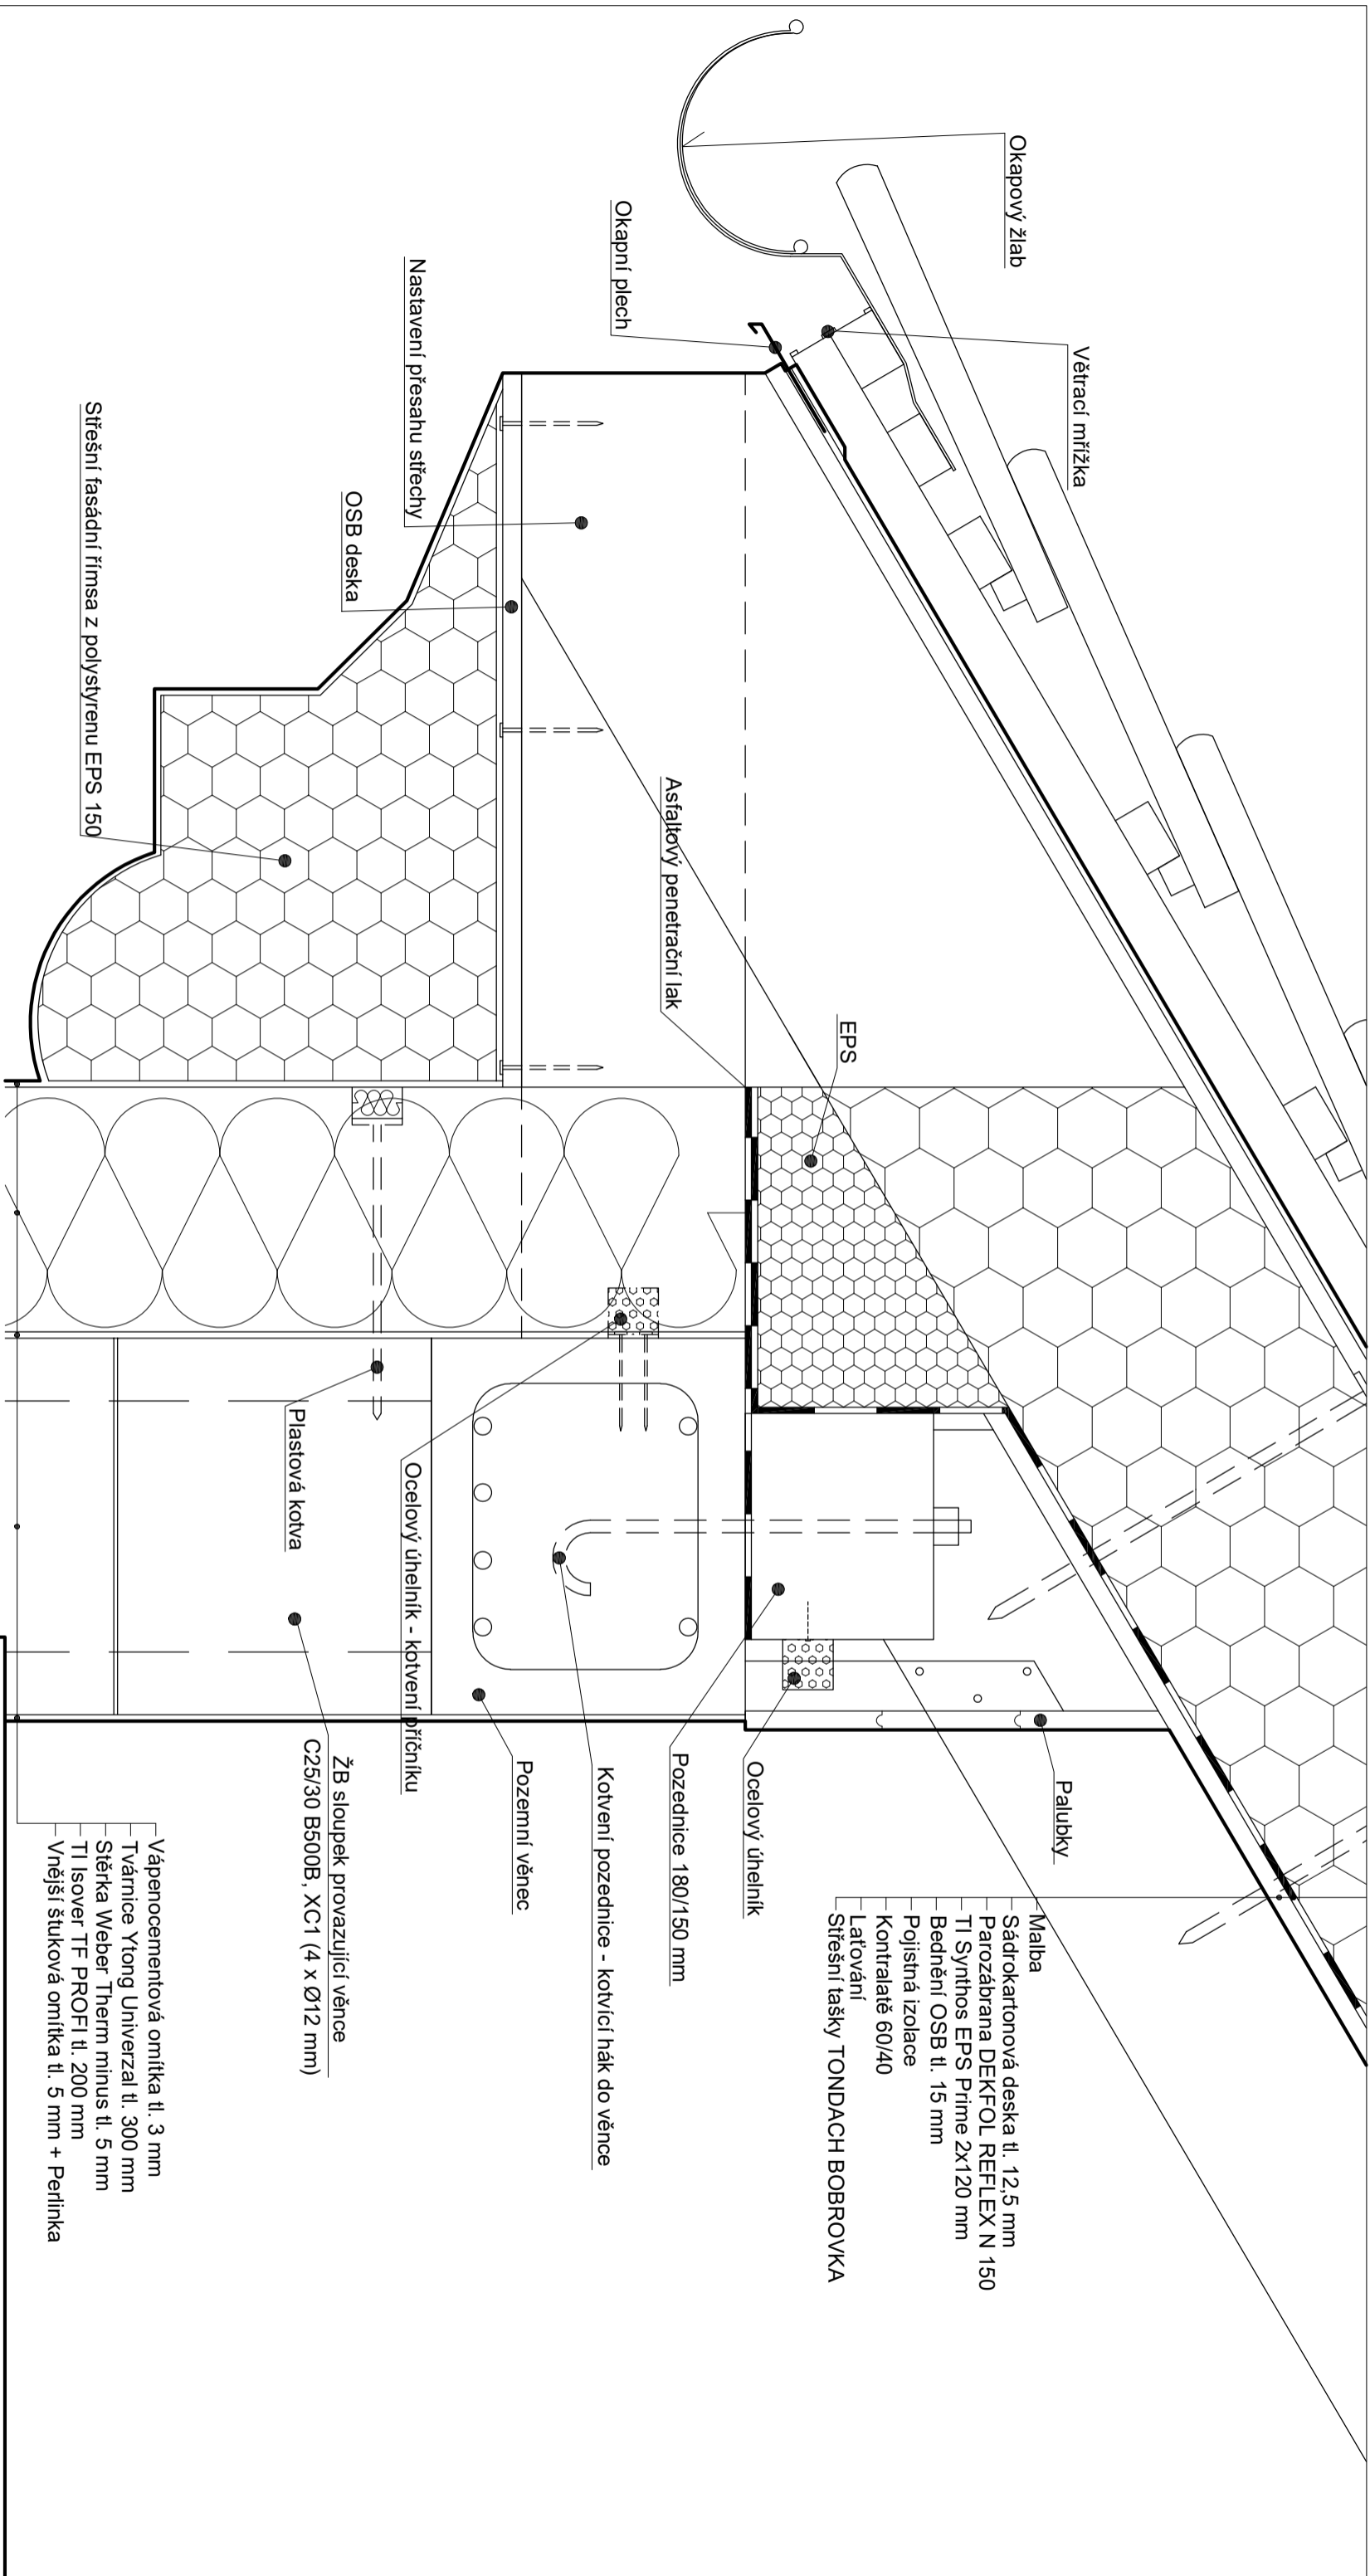 Okapový žlab
Větrací mřížka
Okapní plech
Nastavení přesahu střechy
OSB deska
Střešní fasádní římsa z polystyrenu EPS 150
Asfaltový penetrační lak
EPS
Plastová kotva
Ocelový úhelník - kotvení příčníku
Palubky
Ocelový úhelník
Pozednice 180/150 mm
Kotvení pozednice - kotvící hák do věnce
Pozemní věnec
ŽB sloupek provazující věnce
C25/30 B500B, XC1 (4 x Ø12 mm)
Malba
Sádrokartonová deska tl. 12,5 mm
Parozábrana DEKFOL REFLEX N 150
TI Synthos EPS Prime 2x120 mm
Bednění OSB tl. 15 mm
Pojistná izolace
Kontralatě 60/40
Laťování
Střešní tašky TONDACH BOBROVKA
Vápenocementová omítka tl. 3 mm
Tvárnice Ytong Univerzal tl. 300 mm
Stěrka Weber Therm minus tl. 5 mm
TI Isover TF PROFI tl. 200 mm
Vnější štuková omítka tl. 5 mm + Perlinka